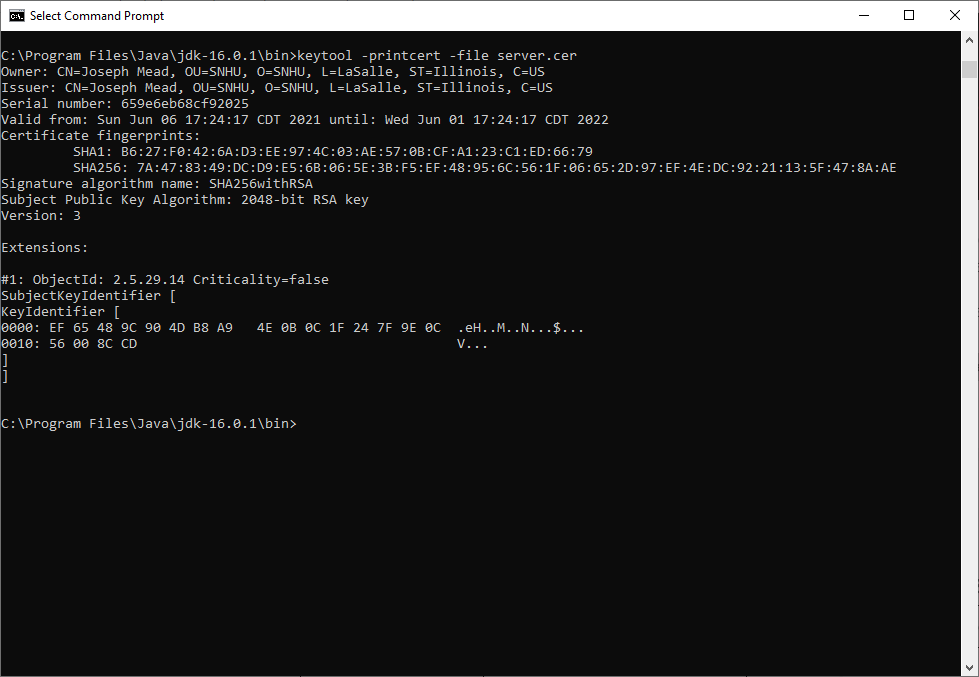 Select Command Prompt
C:\Program Files\Java\jdk-16.0.1\bin>keytool -printcert -file server.cer
Owner: CN=Joseph Mead, OU=SNHU, O=SNHU, L=LaSalle, ST=Illinois, C=US
Issuer: CN=Joseph Mead, OU=SNHU, O=SNHU, L=LaSalle, ST=Illinois, C=US
Serial number: 659e6eb68cf92025
Valid from: Sun Jun 06 17:24:17 CDT 2021 until: Wed Jun 01 17:24:17 CDT 2022
Certificate fingerprints:
         SHA1: B6:27:F0:42:6A:D3:EE:97:4C:03:AE:57:0B:CF:A1:23:C1:ED:66:79
         SHA256: 7A:47:83:49:DC:D9:E5:6B:06:5E:3B:F5:EF:48:95:6C:56:1F:06:65:2D:97:EF:4E:DC:92:21:13:5F:47:8A:AE
Signature algorithm name: SHA256withRSA
Subject Public Key Algorithm: 2048-bit RSA key
Version: 3
Extensions:
#1: ObjectId: 2.5.29.14 Criticality=false
SubjectKeyIdentifier [
KeyIdentifier [
0000: EF 65 48 9C 90 4D B8 A9   4E 0B 0C 1F 24 7F 9E 0C  .eH..M..N...$...
0010: 56 00 8C CD                                        V...
]
]
C:\Program Files\Java\jdk-16.0.1\bin>